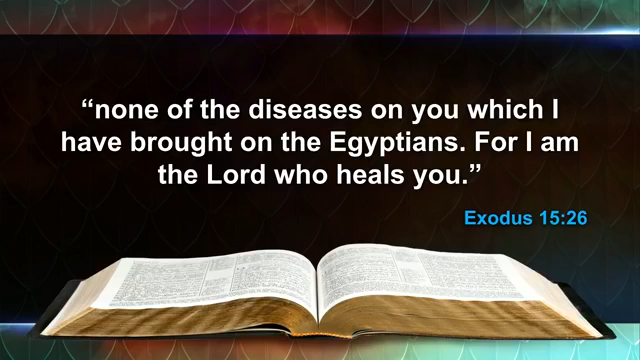 “none of the diseases on you which I
have brought on the Egyptians. For I am
the Lord who heals you.”
Exodus 15:26